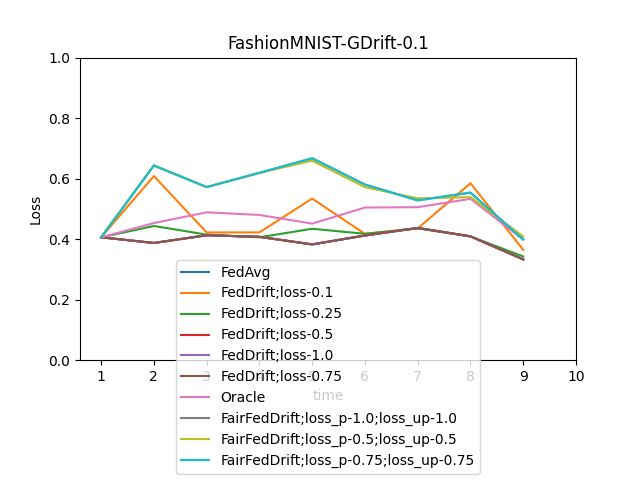 FashionMNIST-GDrift-0.1
1.0
0.8
0.6
0.4
0.2
0.0
Loss
1 2 3 4 5 6 7 8 9 10
time
FedAvg
FedDrift;loss-0.1
FedDrift;loss-0.25
FedDrift;loss-0.5
FedDrift;loss-1.0
FedDrift;loss-0.75
Oracle
FairFedDrift;loss_p-1.0;loss_up-1.0
FairFedDrift;loss_p-0.5;loss_up-0.5
FairFedDrift;loss_p-0.75;loss_up-0.75